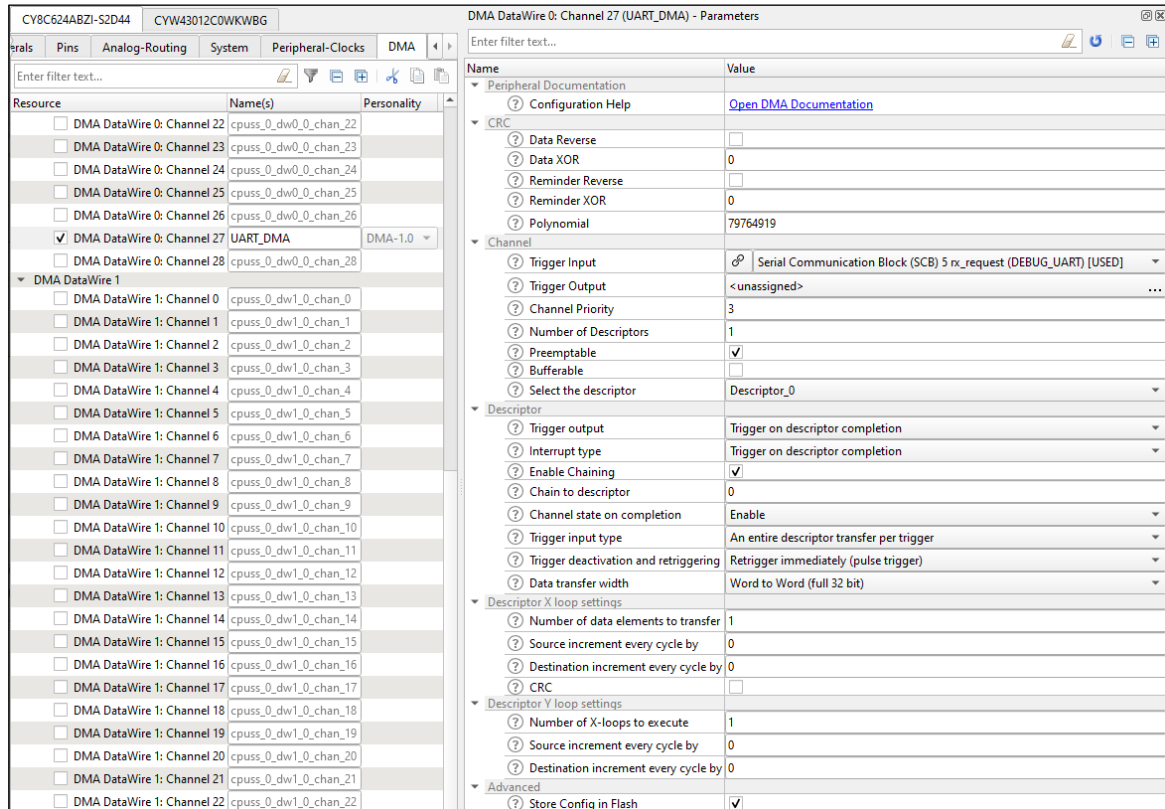 CY8C624ABZI-S2D44 CYW43012C0WKWBG
erals Pins Analog-Routing System Peripheral-Clocks DMA
Enter filter text...
Resource Name(s) Personality
DMA DataWire 0: Channel 22 cpuss_0_dw0_0_chan_22
DMA DataWire 0: Channel 23 cpuss_0_dw0_0_chan_23
DMA DataWire 0: Channel 24 cpuss_0_dw0_0_chan_24
DMA DataWire 0: Channel 25 cpuss_0_dw0_0_chan_25
DMA DataWire 0: Channel 26 cpuss_0_dw0_0_chan_26
DMA DataWire 0: Channel 27 UART_DMA DMA-1.0
DMA DataWire 0: Channel 28 cpuss_0_dw0_0_chan_28
DMA DataWire 1
DMA DataWire 1: Channel 0 cpuss_0_dw1_0_chan_0
DMA DataWire 1: Channel 1 cpuss_0_dw1_0_chan_1
DMA DataWire 1: Channel 2 cpuss_0_dw1_0_chan_2
DMA DataWire 1: Channel 3 cpuss_0_dw1_0_chan_3
DMA DataWire 1: Channel 4 cpuss_0_dw1_0_chan_4
DMA DataWire 1: Channel 5 cpuss_0_dw1_0_chan_5
DMA DataWire 1: Channel 6 cpuss_0_dw1_0_chan_6
DMA DataWire 1: Channel 7 cpuss_0_dw1_0_chan_7
DMA DataWire 1: Channel 8 cpuss_0_dw1_0_chan_8
DMA DataWire 1: Channel 9 cpuss_0_dw1_0_chan_9
DMA DataWire 1: Channel 10 cpuss_0_dw1_0_chan_10
DMA DataWire 1: Channel 11 cpuss_0_dw1_0_chan_11
DMA DataWire 1: Channel 12 cpuss_0_dw1_0_chan_12
DMA DataWire 1: Channel 13 cpuss_0_dw1_0_chan_13
DMA DataWire 1: Channel 14 cpuss_0_dw1_0_chan_14
DMA DataWire 1: Channel 15 cpuss_0_dw1_0_chan_15
DMA DataWire 1: Channel 16 cpuss_0_dw1_0_chan_16
DMA DataWire 1: Channel 17 cpuss_0_dw1_0_chan_17
DMA DataWire 1: Channel 18 cpuss_0_dw1_0_chan_18
DMA DataWire 1: Channel 19 cpuss_0_dw1_0_chan_19
DMA DataWire 1: Channel 20 cpuss_0_dw1_0_chan_20
DMA DataWire 1: Channel 21 cpuss_0_dw1_0_chan_21
DMA DataWire 1: Channel 22 cpuss_0_dw1_0_chan_22
DMA DataWire 0: Channel 27 (UART_DMA) - Parameters
Enter filter text...
Name Value
Peripheral Documentation
Configuration Help Open DMA Documentation
CRC
Data Reverse
Data XOR 0
Reminder Reverse
Reminder XOR 0
Polynomial 79764919
Channel
Trigger Input Serial Communication Block (SCB) 5 rx_request (DEBUG_UART) [USED]
Trigger Output <unassigned> ...
Channel Priority 3
Number of Descriptors 1
Preemptable
Bufferable
Select the descriptor Descriptor_0
Descriptor
Trigger output Trigger on descriptor completion
Interrupt type Trigger on descriptor completion
Enable Chaining
Chain to descriptor 0
Channel state on completion Enable
Trigger input type An entire descriptor transfer per trigger
Trigger deactivation and retriggering Retrigger immediately (pulse trigger)
Data transfer width Word to Word (full 32 bit)
Descriptor X loop settings
Number of data elements to transfer 1
Source increment every cycle by 0
Destination increment every cycle by 0
CRC
Descriptor Y loop settings
Number of X-loops to execute 1
Source increment every cycle by 0
Destination increment every cycle by 0
Advanced
Store Config in Flash